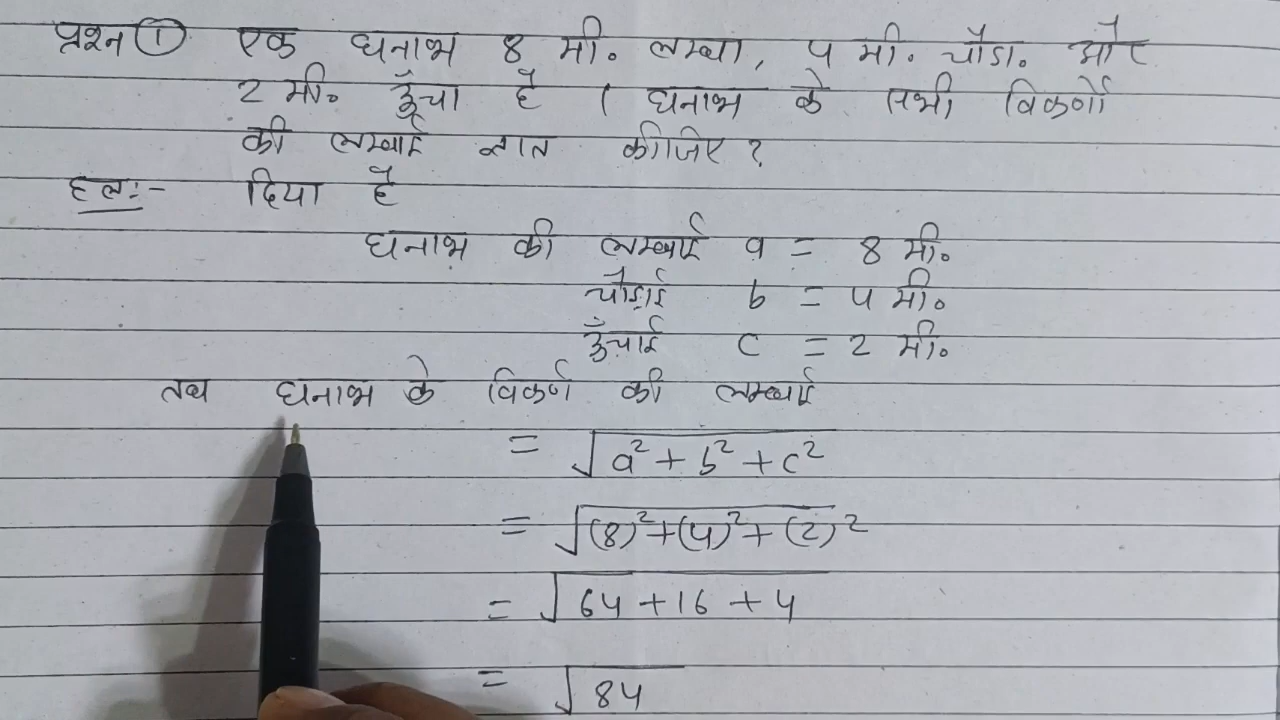 प्रश्न ① एक घनाभ 8 मी॰ लम्बा, 4 मी॰ चौडा॰ और
2 मी॰ ऊँचा है । घनाभ के सभी विकर्णो
की लम्बाई ज्ञात कीजिए ?
हलः- दिया है
घनाभ की लम्बाई a = 8 मी॰
चौड़ाई b = 4 मी॰
ऊँचाई c = 2 मी॰
तब घनाभ के विकर्ण की लम्बाई
= √a² + b² + c²
= √(8)² + (4)² + (2)²
= √64 + 16 + 4
= √84